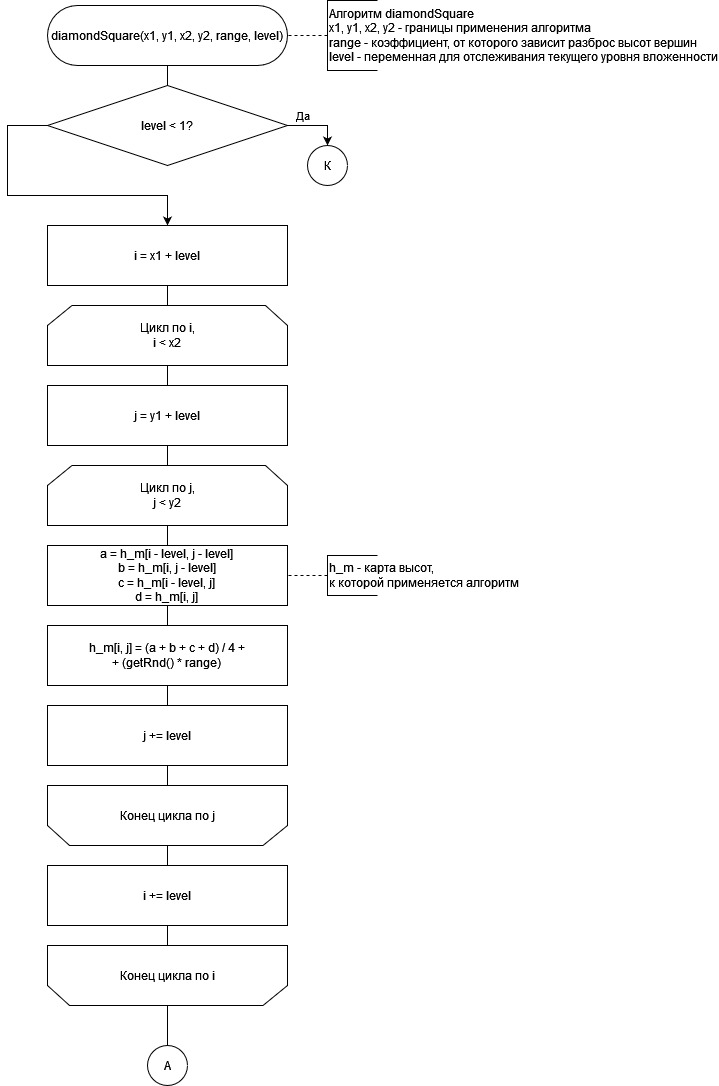 diamondSquare(x1, y1, x2, y2, range, level)
Алгоритм diamondSquare
x1, y1, x2, y2 - границы применения алгоритма
range - коэффициент, от которого зависит разброс высот вершин
level - переменная для отслеживания текущего уровня вложенности
level < 1?
Да
K
i = x1 + level
Цикл по i,
i < x2
j = y1 + level
Цикл по j,
j < y2
a = h_m[i - level, j - level]
b = h_m[i, j - level]
c = h_m[i - level, j]
d = h_m[i, j]
h_m - карта высот,
к которой применяется алгоритм
h_m[i, j] = (a + b + c + d) / 4 +
+ (getRnd() * range)
j += level
Конец цикла по j
i += level
Конец цикла по i
A